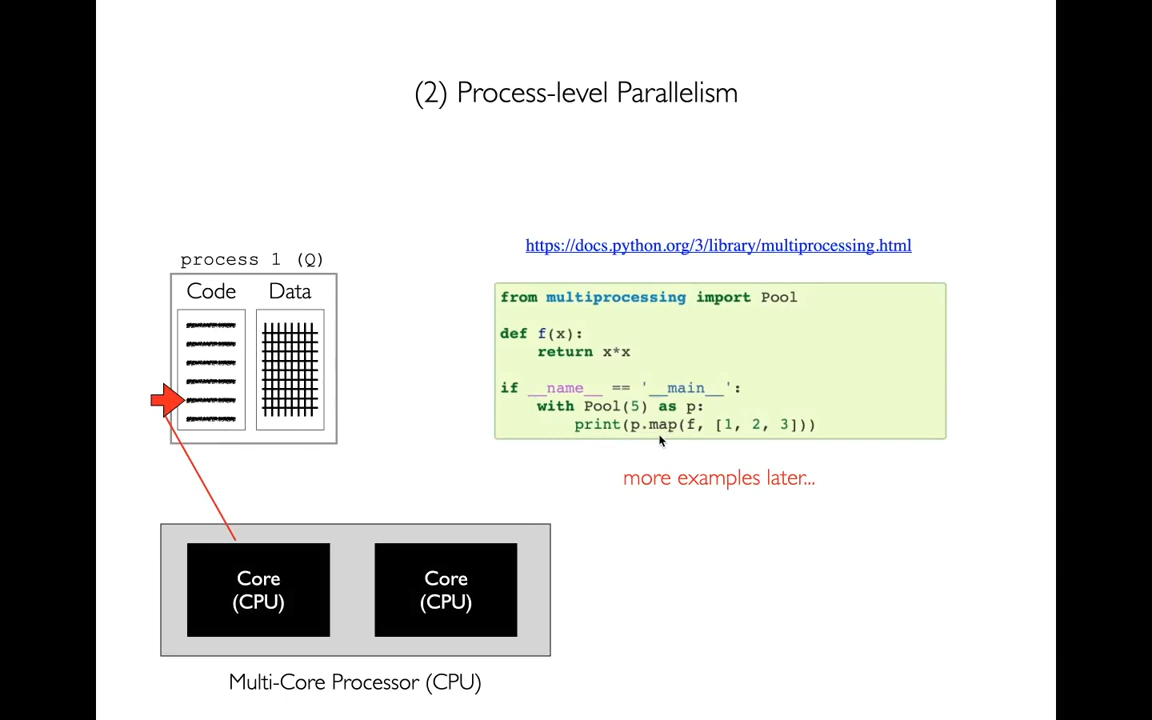 (2) Process-level Parallelism
process 1 (Q)
Code Data
https://docs.python.org/3/library/multiprocessing.html
from multiprocessing import Pool
def f(x):
    return x*x
if __name__ == '__main__':
    with Pool(5) as p:
        print(p.map(f, [1, 2, 3]))
more examples later...
Core
(CPU)
Core
(CPU)
Multi-Core Processor (CPU)